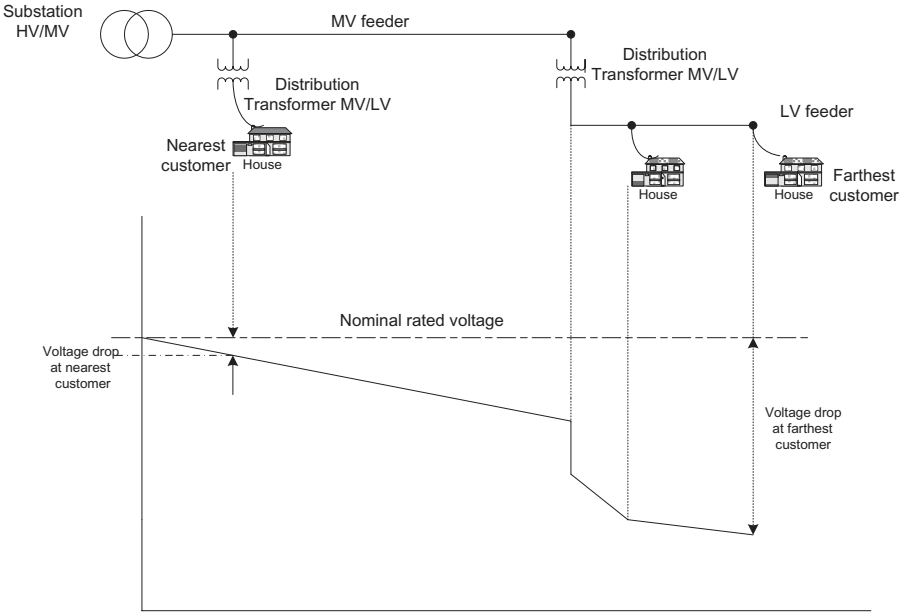 Substation
HV/MV
MV feeder
Distribution
Transformer MV/LV
Distribution
Transformer MV/LV
LV feeder
Nearest
customer
House
House
House
Farthest
customer
Nominal rated voltage
Voltage drop
at nearest
customer
Voltage drop
at farthest
customer